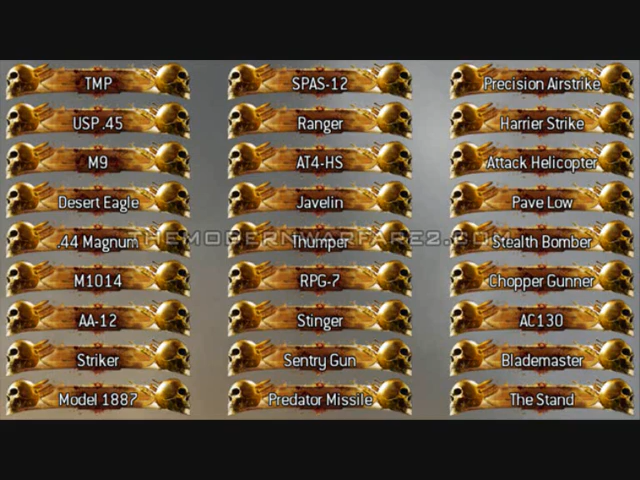 TMP
SPAS-12
Precision Airstrike
USP .45
Ranger
Harrier Strike
M9
AT4-HS
Attack Helicopter
Desert Eagle
Javelin
Pave Low
THEMODERNWARFARE2.COM
.44 Magnum
Thumper
Stealth Bomber
M1014
RPG-7
Chopper Gunner
AA-12
Stinger
AC130
Striker
Sentry Gun
Blademaster
Model 1887
Predator Missile
The Stand